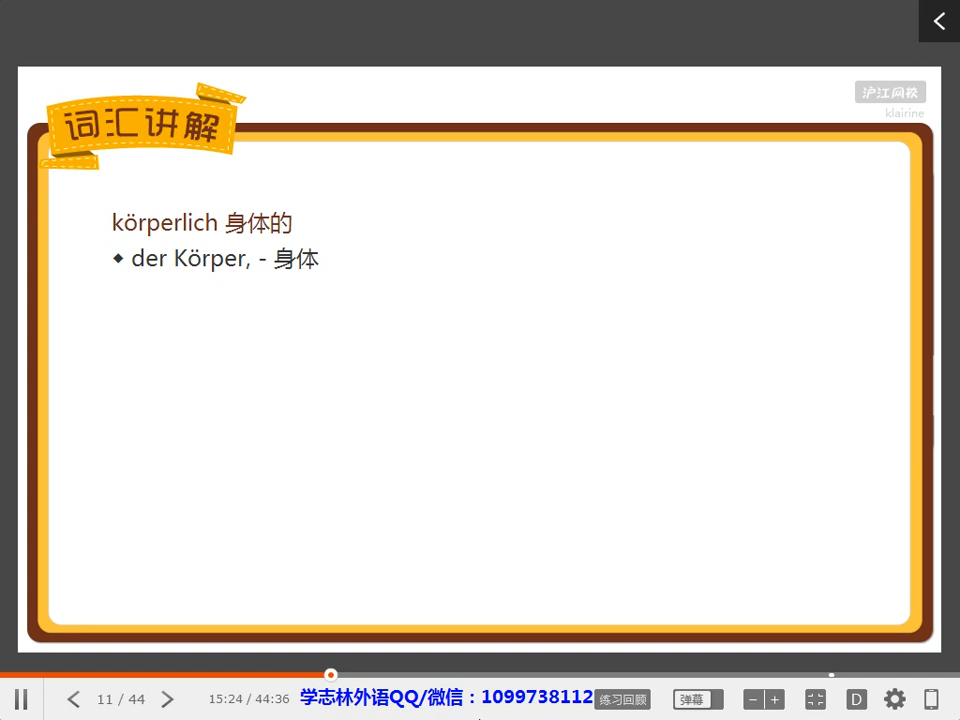 沪江网校
klairine
词汇讲解
körperlich 身体的
◆ der Körper, - 身体
11 / 44
15:24 / 44:36
学志林外语QQ/微信：1099738112
练习回顾
弹幕
D